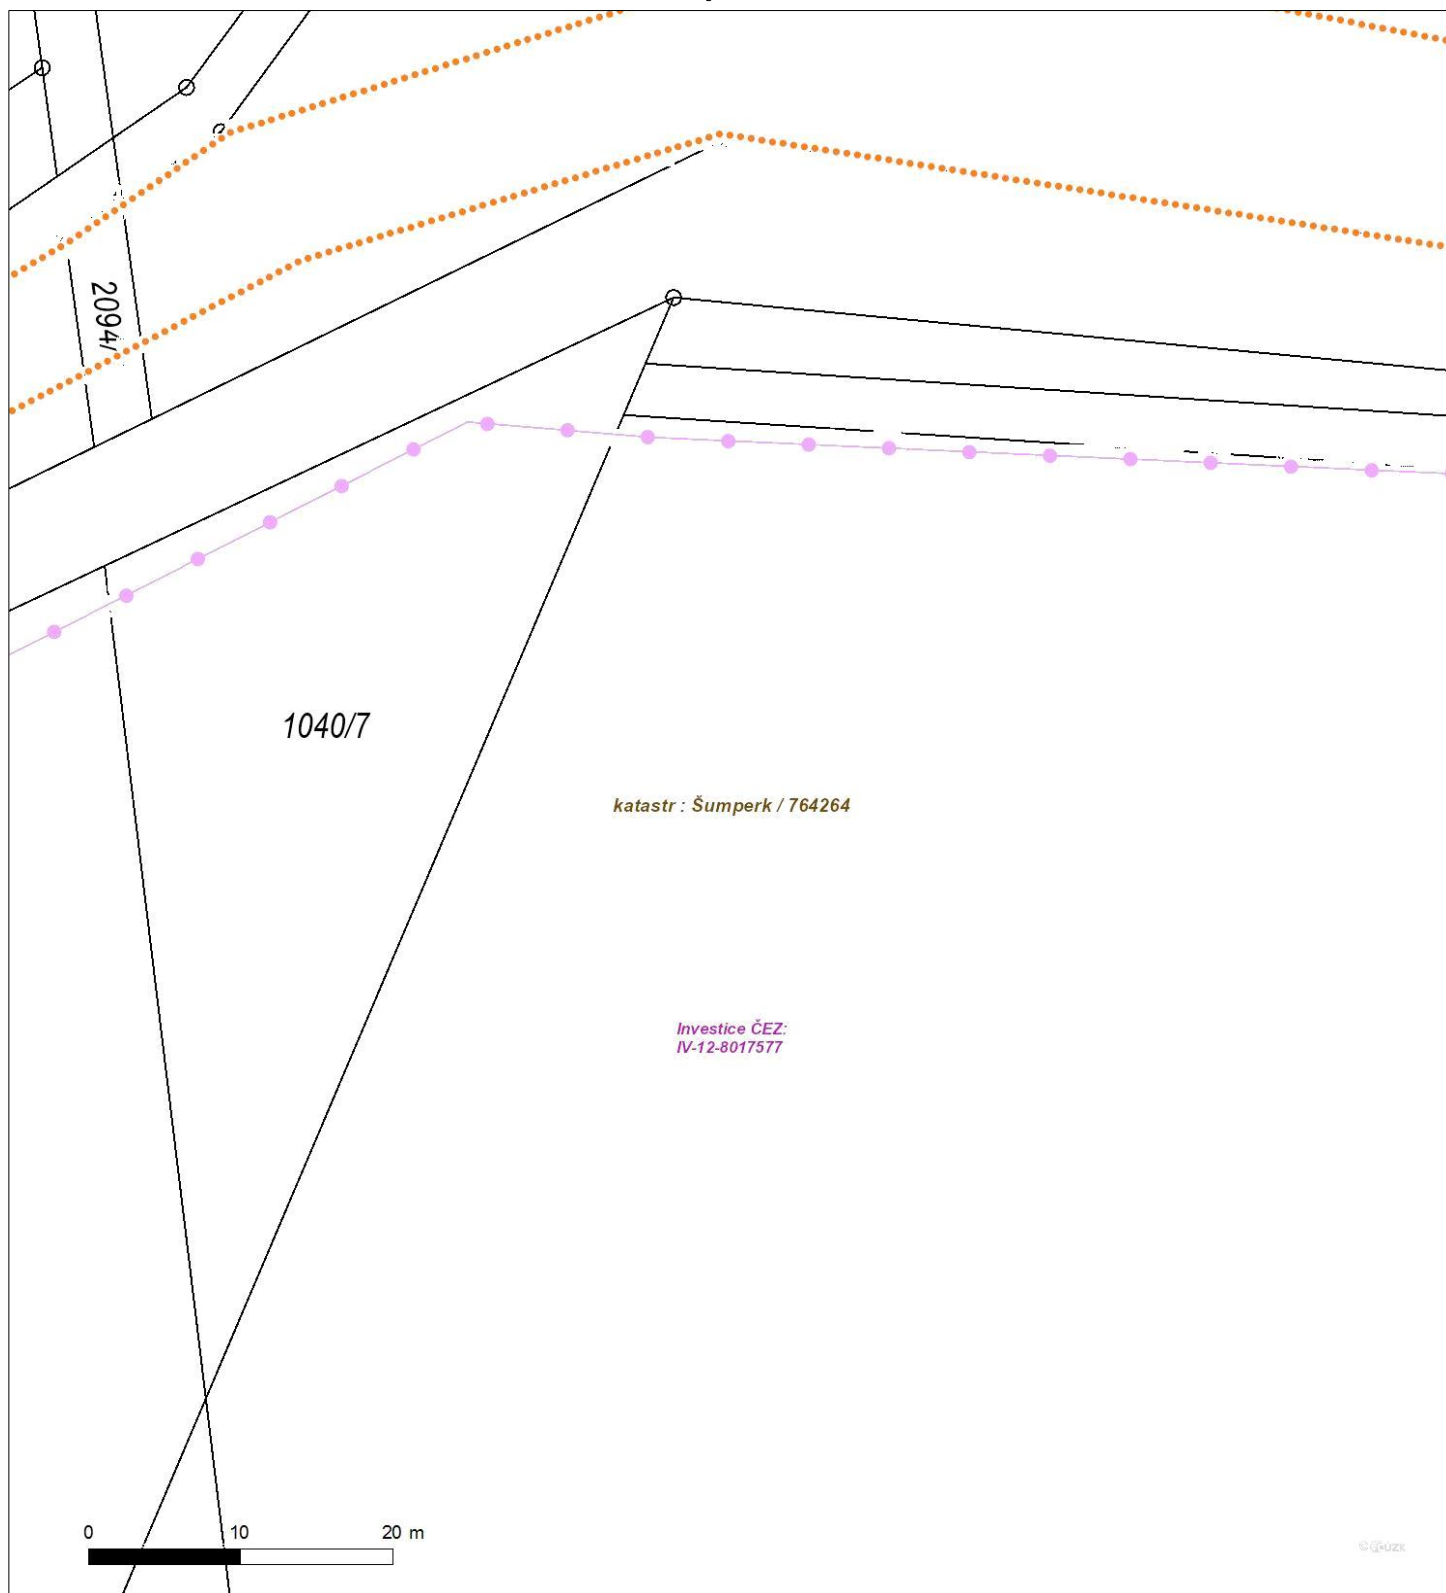 2094/
1040/7
katastr : Šumperk / 764264
Investice ČEZ:
IV-12-8017577
0 10 20 m